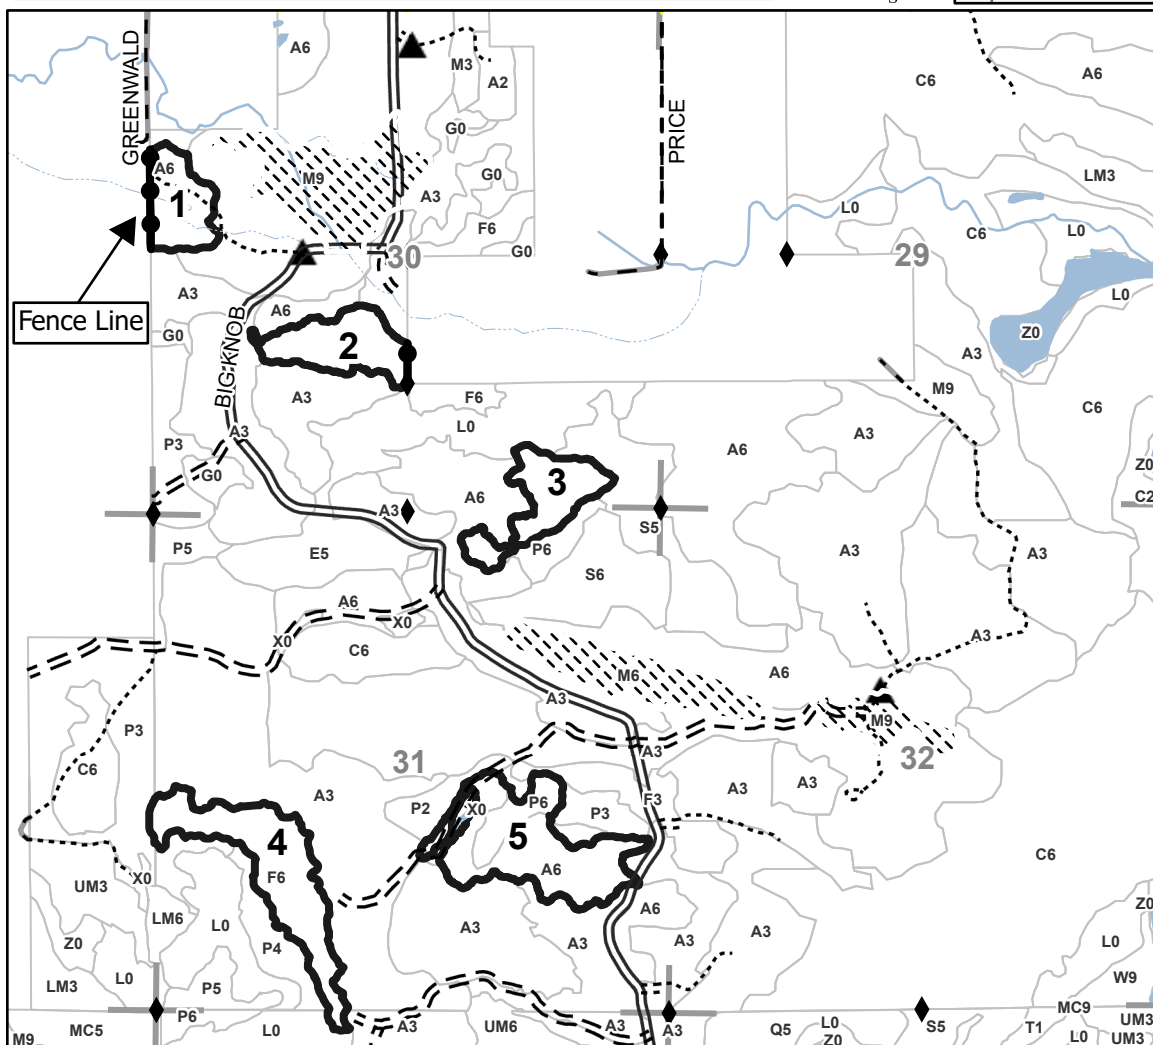 GREENWALD
A6
M3
A2
PRICE
C6
A6
G0
A6
1
M9
A3
G0
LM3
L0
F6
G0
C6
L0
30
29
A3
L0
Fence Line
A6
G0
BIG KNOB
2
Z0
A3
A3
M9
F6
C6
L0
A3
P3
A6
A3
G0
3
A6
Z0
C2
A3
S5
P5
E5
P6
A3
A3
S6
A6
X0
X0
C6
A3
M6
A6
A3
P3
M9
A3
31
32
C6
A3
P2
X0
P6
P3
F3
A3
A3
4
5
F6
A6
C6
X0
UM3
LM6
L0
A6
Z0
A3
A3
A3
A3
Z0
L0
P4
L0
W9
LM3
P5
MC9
P6
MC5
L0
A3
UM6
A3
A3
Q5
L0
Z0
S5
T1
L0
UM3
UM3
M9